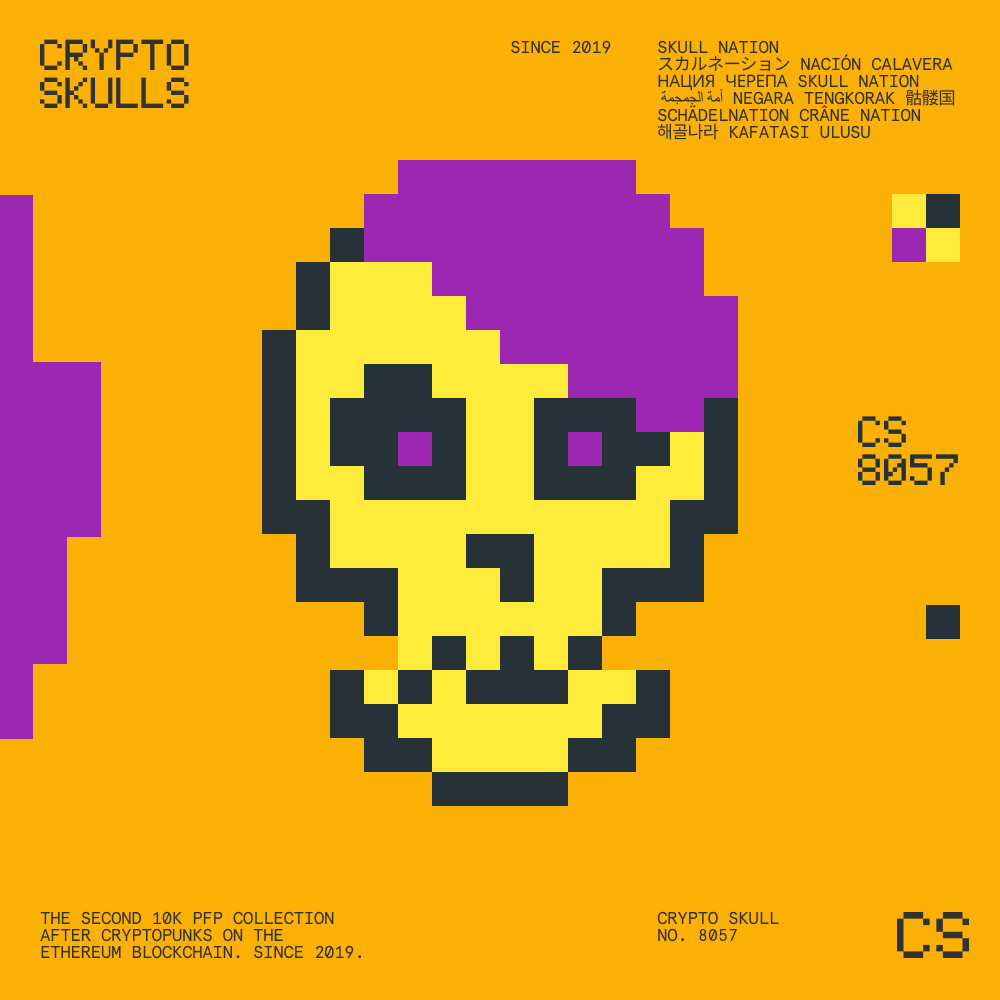 CRYPTO
SKULLS
SINCE 2019
SKULL NATION
スカルネーション NACIÓN CALAVERA
НАЦИЯ ЧЕРЕПА SKULL NATION
أمة الجمجمة NEGARA TENGKORAK 骷髅国
SCHÄDELNATION CRÂNE NATION
해골나라 KAFATASI ULUSU
CS
8057
THE SECOND 10K PFP COLLECTION
AFTER CRYPTOPUNKS ON THE
ETHEREUM BLOCKCHAIN. SINCE 2019.
CRYPTO SKULL
NO. 8057
CS